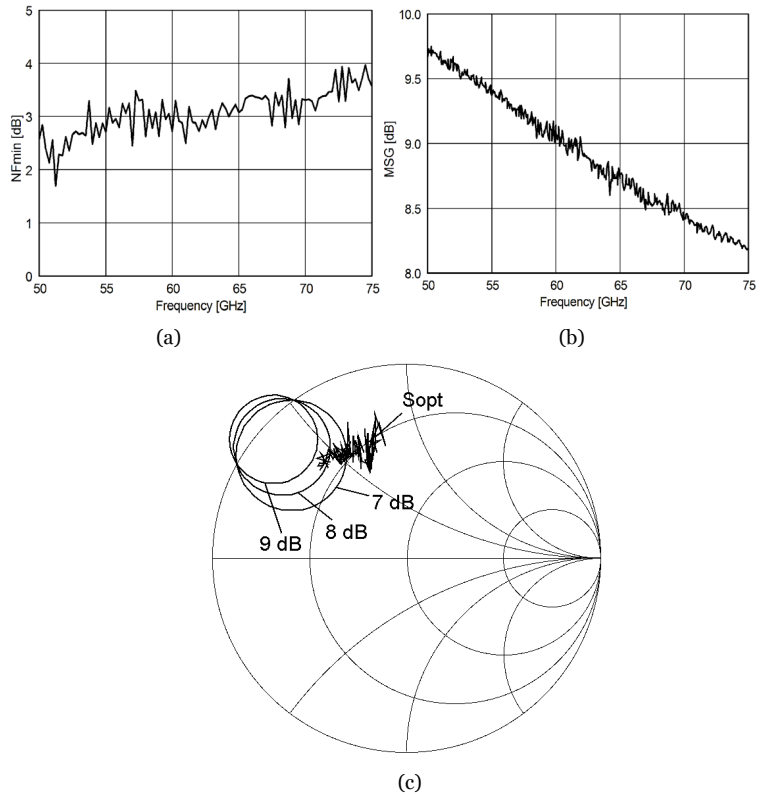 5
4
3
2
1
0
NFmin [dB]
50 55 60 65 70 75
Frequency [GHz]
(a)
10.0
9.5
9.0
8.5
8.0
MSG [dB]
50 55 60 65 70 75
Frequency [GHz]
(b)
Sopt
7 dB
8 dB
9 dB
(c)